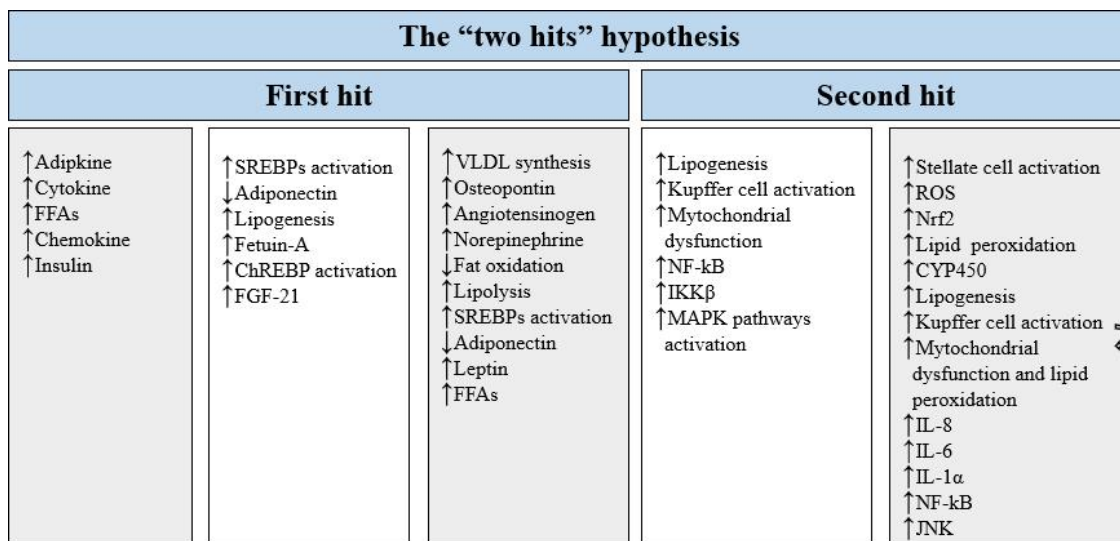 The “two hits” hypothesis
First hit
Second hit
↑Adipkine
↑Cytokine
↑FFAs
↑Chemokine
↑Insulin
↑SREBPs activation
↓Adiponectin
↑Lipogenesis
↑Fetuin-A
↑ChREBP activation
↑FGF-21
↑VLDL synthesis
↑Osteopontin
↑Angiotensinogen
↑Norepinephrine
↓Fat oxidation
↑Lipolysis
↑SREBPs activation
↓Adiponectin
↑Leptin
↑FFAs
↑Lipogenesis
↑Kupffer cell activation
↑Mytochondrial
dysfunction
↑NF-kB
↑IKKβ
↑MAPK pathways
activation
↑Stellate cell activation
↑ROS
↑Nrf2
↑Lipid peroxidation
↑CYP450
↑Lipogenesis
↑Kupffer cell activation
↑Mytochondrial
dysfunction and lipid
peroxidation
↑IL-8
↑IL-6
↑IL-1α
↑NF-kB
↑JNK